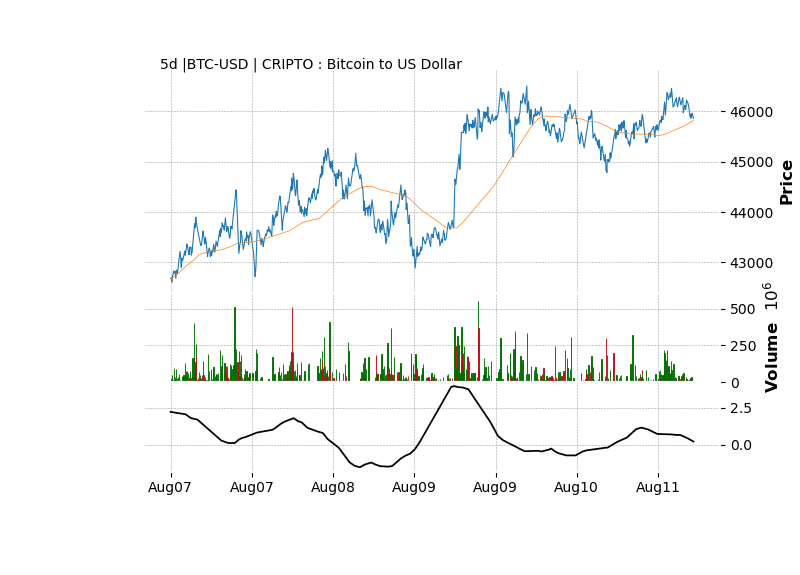 5d |BTC-USD | CRIPTO : Bitcoin to US Dollar
46000
45000
44000
43000
Price
500
250
0
Volume 10^6
2.5
0.0
Aug07 Aug07 Aug08 Aug09 Aug09 Aug10 Aug11